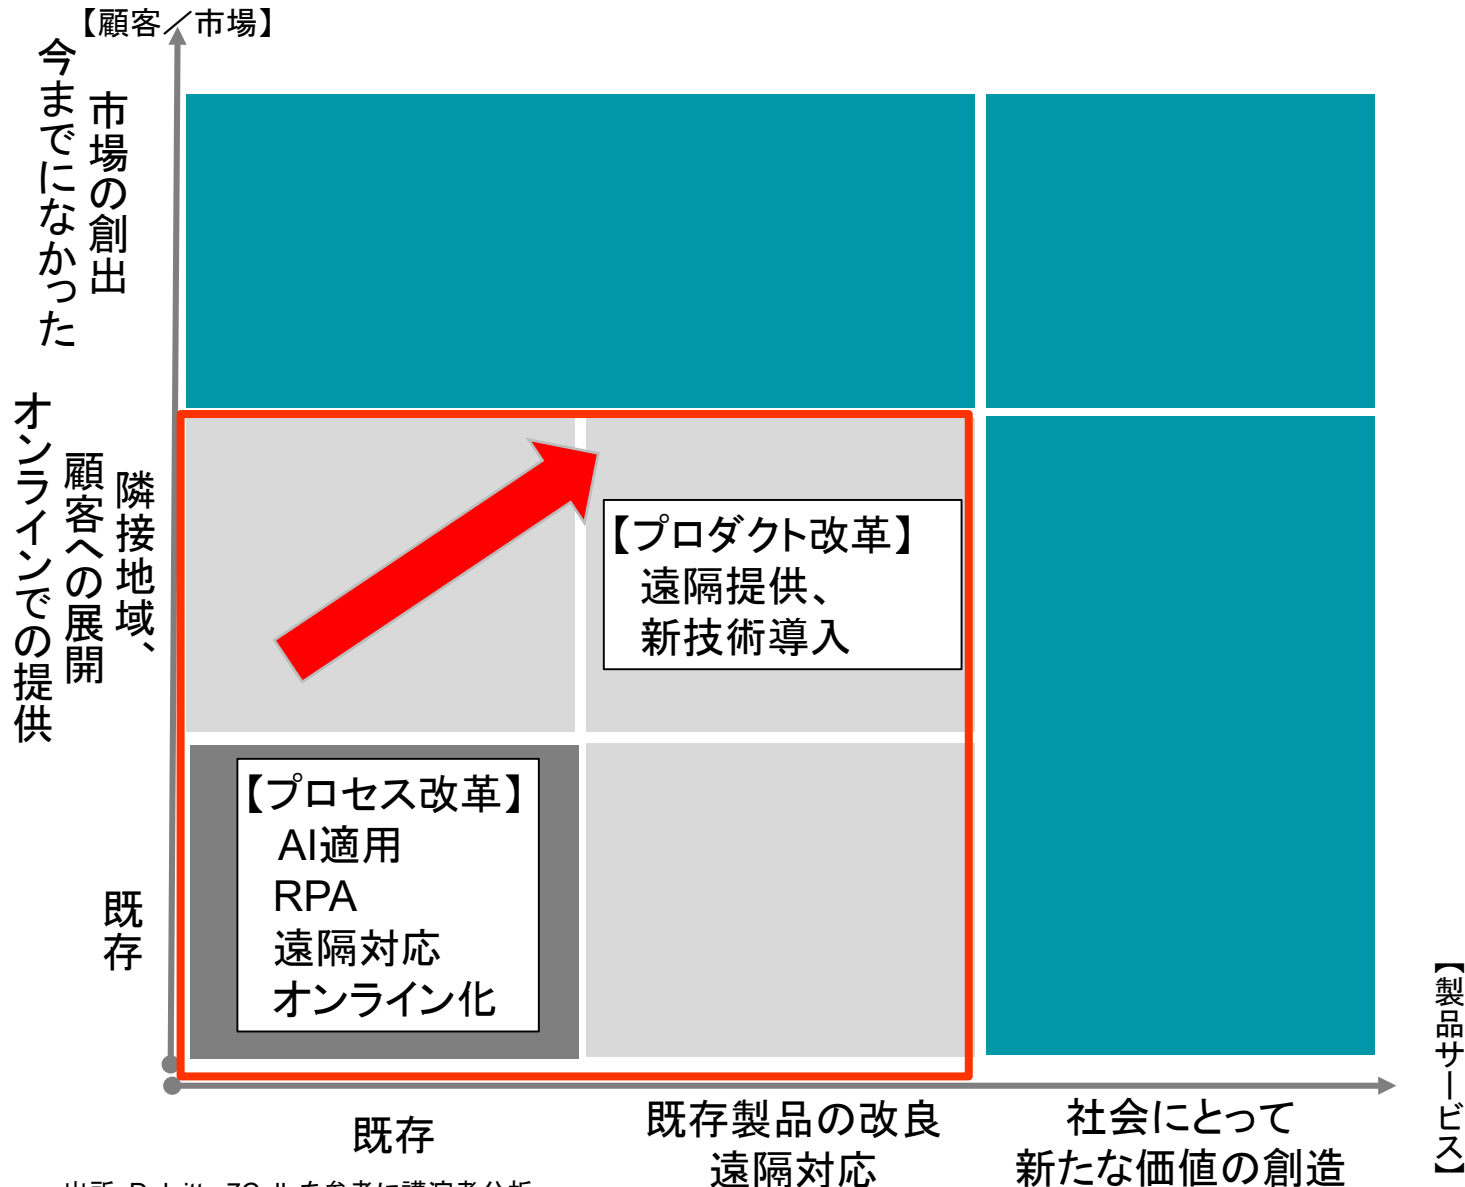 【顧客／市場】
今までになかった
市場の創出
隣接地域、
顧客への展開
オンラインでの提供
既存
【プロダクト改革】
遠隔提供、
新技術導入
【プロセス改革】
AI適用
RPA
遠隔対応
オンライン化
【製品サービス】
既存
既存製品の改良
遠隔対応
社会にとって
新たな価値の創造